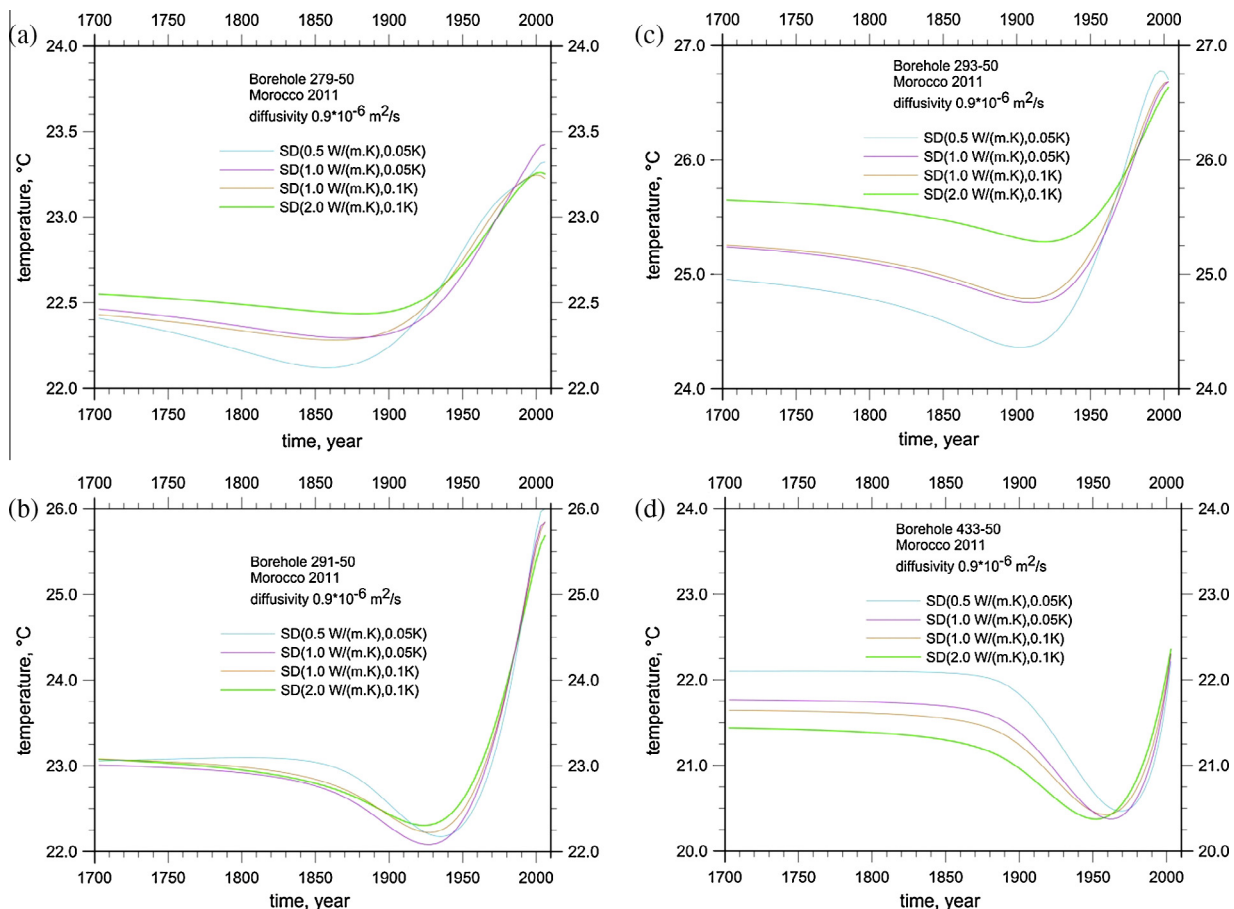 (a)
1700 1750 1800 1850 1900 1950 2000
24.0 24.0
23.5 23.5
23.0 23.0
22.5 22.5
22.0 22.0
temperature, °C
Borehole 279-50
Morocco 2011
diffusivity 0.9*10-6 m2/s
SD(0.5 W/(m.K),0.05K)
SD(1.0 W/(m.K),0.05K)
SD(1.0 W/(m.K),0.1K)
SD(2.0 W/(m.K),0.1K)
1700 1750 1800 1850 1900 1950 2000
time, year
(c)
1700 1750 1800 1850 1900 1950 2000
27.0 27.0
26.0 26.0
25.0 25.0
24.0 24.0
temperature, °C
Borehole 293-50
Morocco 2011
diffusivity 0.9*10-6 m2/s
SD(0.5 W/(m.K),0.05K)
SD(1.0 W/(m.K),0.05K)
SD(1.0 W/(m.K),0.1K)
SD(2.0 W/(m.K),0.1K)
1700 1750 1800 1850 1900 1950 2000
time, year
(b)
1700 1750 1800 1850 1900 1950 2000
26.0 26.0
25.0 25.0
24.0 24.0
23.0 23.0
22.0 22.0
temperature, °C
Borehole 291-50
Morocco 2011
diffusivity 0.9*10-6 m2/s
SD(0.5 W/(m.K),0.05K)
SD(1.0 W/(m.K),0.05K)
SD(1.0 W/(m.K),0.1K)
SD(2.0 W/(m.K),0.1K)
1700 1750 1800 1850 1900 1950 2000
time, year
(d)
1700 1750 1800 1850 1900 1950 2000
24.0 24.0
23.0 23.0
22.0 22.0
21.0 21.0
20.0 20.0
temperature, °C
Borehole 433-50
Morocco 2011
diffusivity 0.9*10-6 m2/s
SD(0.5 W/(m.K),0.05K)
SD(1.0 W/(m.K),0.05K)
SD(1.0 W/(m.K),0.1K)
SD(2.0 W/(m.K),0.1K)
1700 1750 1800 1850 1900 1950 2000
time, year